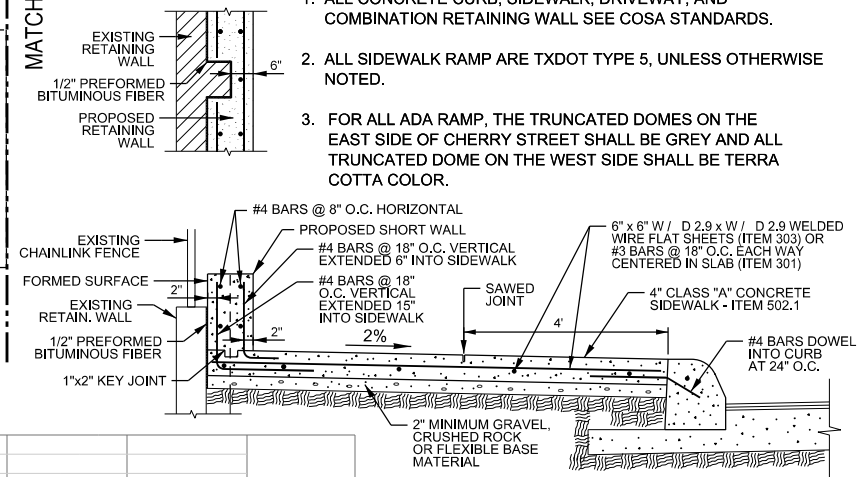 MATCH
1. ALL CONCRETE CURB, SIDEWALK, DRIVEWAY, AND
COMBINATION RETAINING WALL SEE COSA STANDARDS.
2. ALL SIDEWALK RAMP ARE TXDOT TYPE 5, UNLESS OTHERWISE
NOTED.
3. FOR ALL ADA RAMP, THE TRUNCATED DOMES ON THE
EAST SIDE OF CHERRY STREET SHALL BE GREY AND ALL
TRUNCATED DOME ON THE WEST SIDE SHALL BE TERRA
COTTA COLOR.
EXISTING
RETAINING
WALL
1/2" PREFORMED
BITUMINOUS FIBER
PROPOSED
RETAINING
WALL
6"
#4 BARS @ 8" O.C. HORIZONTAL
PROPOSED SHORT WALL
#4 BARS @ 18" O.C. VERTICAL
EXTENDED 6" INTO SIDEWALK
#4 BARS @ 18"
O.C. VERTICAL
EXTENDED 15"
INTO SIDEWALK
EXISTING
CHAINLINK FENCE
FORMED SURFACE
2"
EXISTING
RETAIN. WALL
1/2" PREFORMED
BITUMINOUS FIBER
1"x2" KEY JOINT
2"
2%
SAWED
JOINT
4'
6" x 6" W / D 2.9 x W / D 2.9 WELDED
WIRE FLAT SHEETS (ITEM 303) OR
#3 BARS @ 18" O.C. EACH WAY
CENTERED IN SLAB (ITEM 301)
4" CLASS "A" CONCRETE
SIDEWALK - ITEM 502.1
#4 BARS DOWEL
INTO CURB
AT 24" O.C.
2" MINIMUM GRAVEL,
CRUSHED ROCK
OR FLEXIBLE BASE
MATERIAL